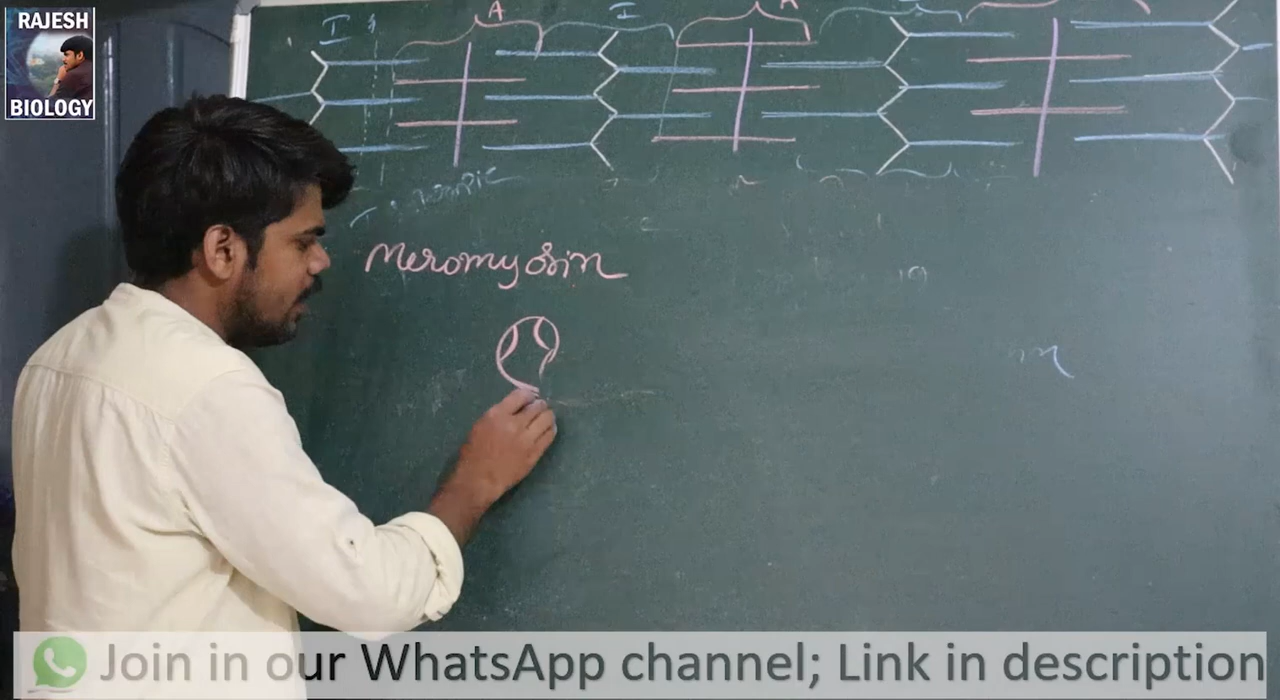 RAJESH
BIOLOGY
I A I A
Meromyosin
Join in our WhatsApp channel; Link in description